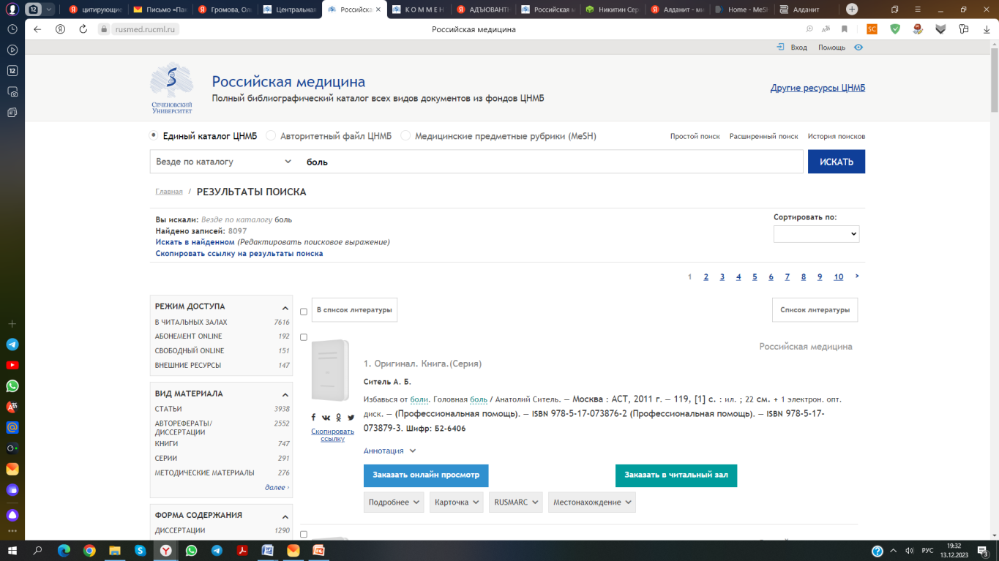 12
цитирующие
Письмо «Пан
Громова, Оль
Центральная
Российска
К О М М Е Н
АДЪЮВАНТН
Российская м
Никитин Сер
Алданит - ми
Home - MeSH
Алданит
rusmed.rucml.ru
Российская медицина
SC
12
Вход
Помощь
Сеченовский
Университет
Российская медицина
Полный библиографический каталог всех видов документов из фондов ЦНМБ
Другие ресурсы ЦНМБ
Единый каталог ЦНМБ
Авторитетный файл ЦНМБ
Медицинские предметные рубрики (MeSH)
Простой поиск
Расширенный поиск
История поисков
Везде по каталогу
боль
ИСКАТЬ
Главная / РЕЗУЛЬТАТЫ ПОИСКА
Вы искали: Везде по каталогу боль
Найдено записей: 8097
Искать в найденном (Редактировать поисковое выражение)
Скопировать ссылку на результаты поиска
Сортировать по:
1 2 3 4 5 6 7 8 9 10 >
РЕЖИМ ДОСТУПА
В ЧИТАЛЬНЫХ ЗАЛАХ 7616
АБОНЕМЕНТ ONLINE 192
СВОБОДНЫЙ ONLINE 151
ВНЕШНИЕ РЕСУРСЫ 147
ВИД МАТЕРИАЛА
СТАТЬИ 3938
АВТОРЕФЕРАТЫ/ 2552
ДИССЕРТАЦИИ
КНИГИ 747
СЕРИИ 291
МЕТОДИЧЕСКИЕ МАТЕРИАЛЫ 276
далее ›
ФОРМА СОДЕРЖАНИЯ
ДИССЕРТАЦИИ 1290
В список литературы
Список литературы
Российская медицина
1. Оригинал. Книга.(Серия)
Ситель А. Б.
Избавься от боли. Головная боль / Анатолий Ситель. — Москва : АСТ, 2011 г. — 119, [1] с. : ил. ; 22 см. + 1 электрон. опт.
диск. — (Профессиональная помощь). — ISBN 978-5-17-073876-2 (Профессиональная помощь). — ISBN 978-5-17-
073879-3. Шифр: Б2-6406
Скопировать
ссылку
Аннотация
Заказать онлайн просмотр
Заказать в читальный зал
Подробнее
Карточка
RUSMARC
Местонахождение
РУС
19:32
13.12.2023
3